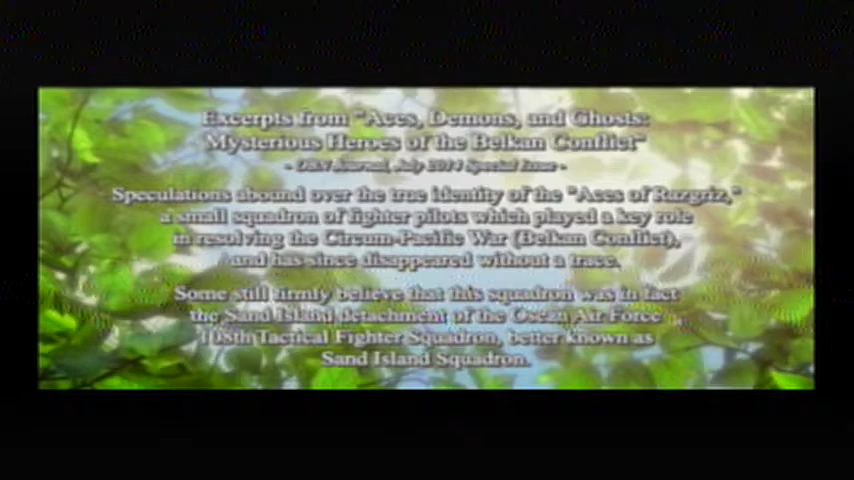 Excerpts from "Aces, Demons, and Ghosts:
Mysterious Heroes of the Belkan Conflict"
- Journal, July 2014 Special Issue -
Speculations abound over the true identity of the "Aces of Razgriz,"
a small squadron of fighter pilots which played a key role
in resolving the Circum-Pacific War (Belkan Conflict),
and has since disappeared without a trace.
Some still firmly believe that this squadron was in fact
the Sand Island detachment of the Osean Air Force
108th Tactical Fighter Squadron, better known as
Sand Island Squadron.